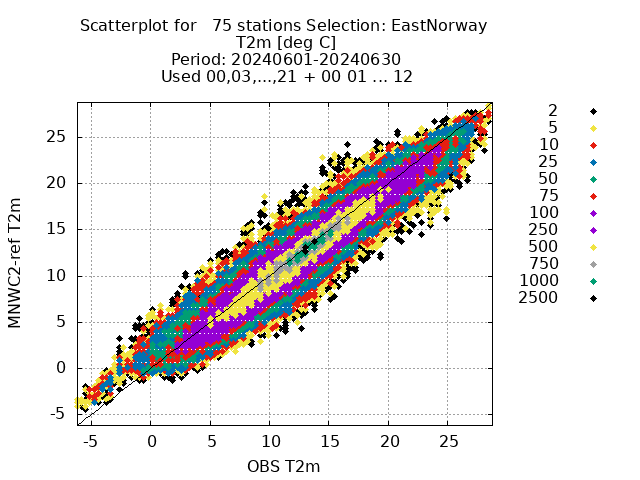 Scatterplot for   75 stations Selection: EastNorway
T2m [deg C]
Period: 20240601-20240630
Used 00,03,...,21 + 00 01 ... 12
MNWC2-ref T2m
25
20
15
10
5
0
-5
-5 0 5 10 15 20 25
OBS T2m
2
5
10
25
50
75
100
250
500
750
1000
2500